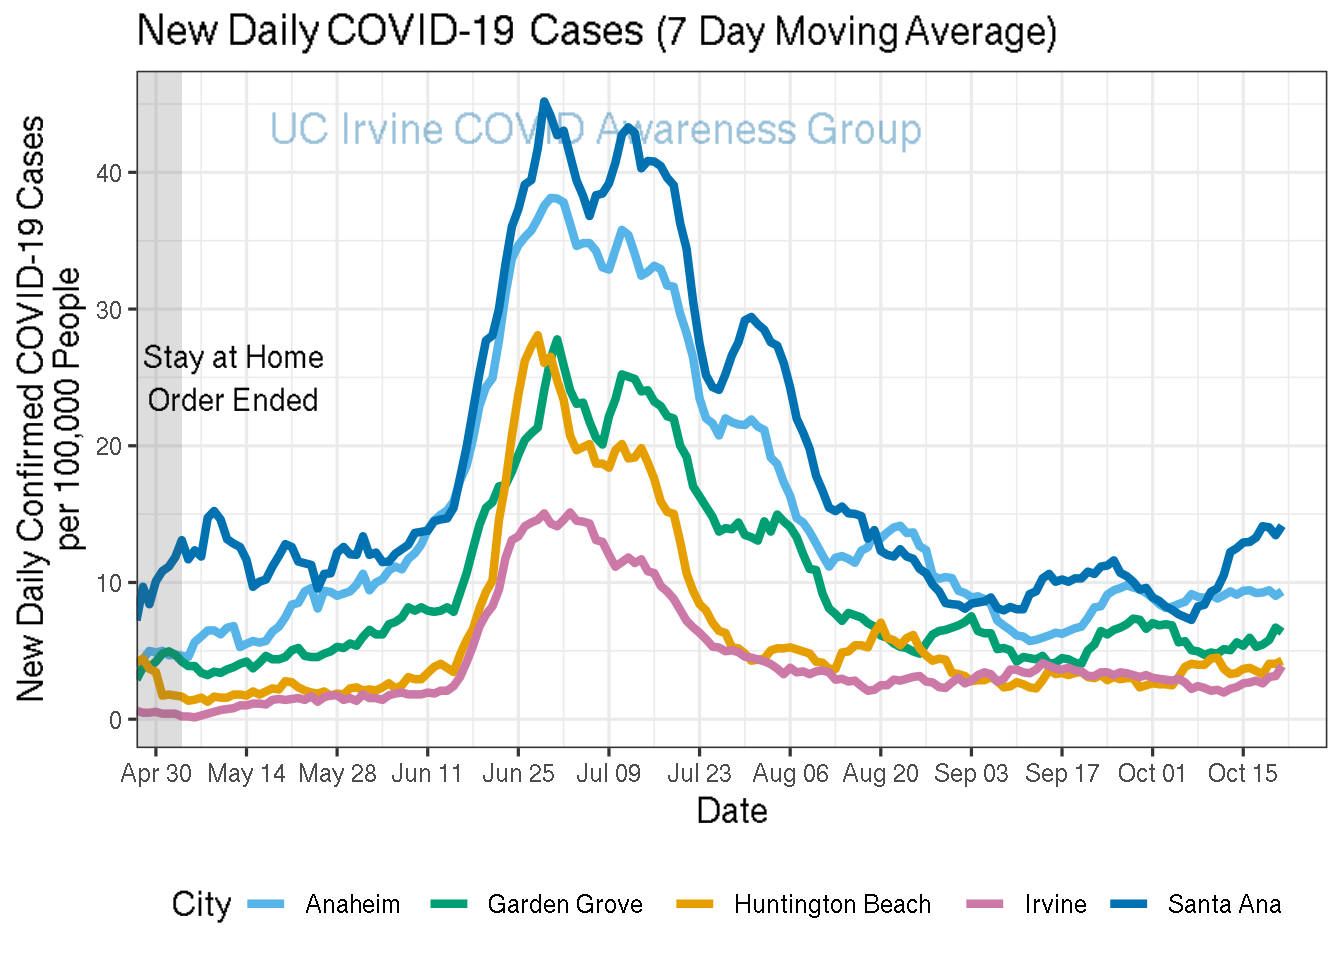 New Daily COVID-19 Cases (7 Day Moving Average)
UC Irvine COVID Awareness Group
New Daily Confirmed COVID-19 Cases
per 100,000 People
40
30
20
10
0
Stay at Home
Order Ended
Apr 30 May 14 May 28 Jun 11 Jun 25 Jul 09 Jul 23 Aug 06 Aug 20 Sep 03 Sep 17 Oct 01 Oct 15
Date
City Anaheim Garden Grove Huntington Beach Irvine Santa Ana